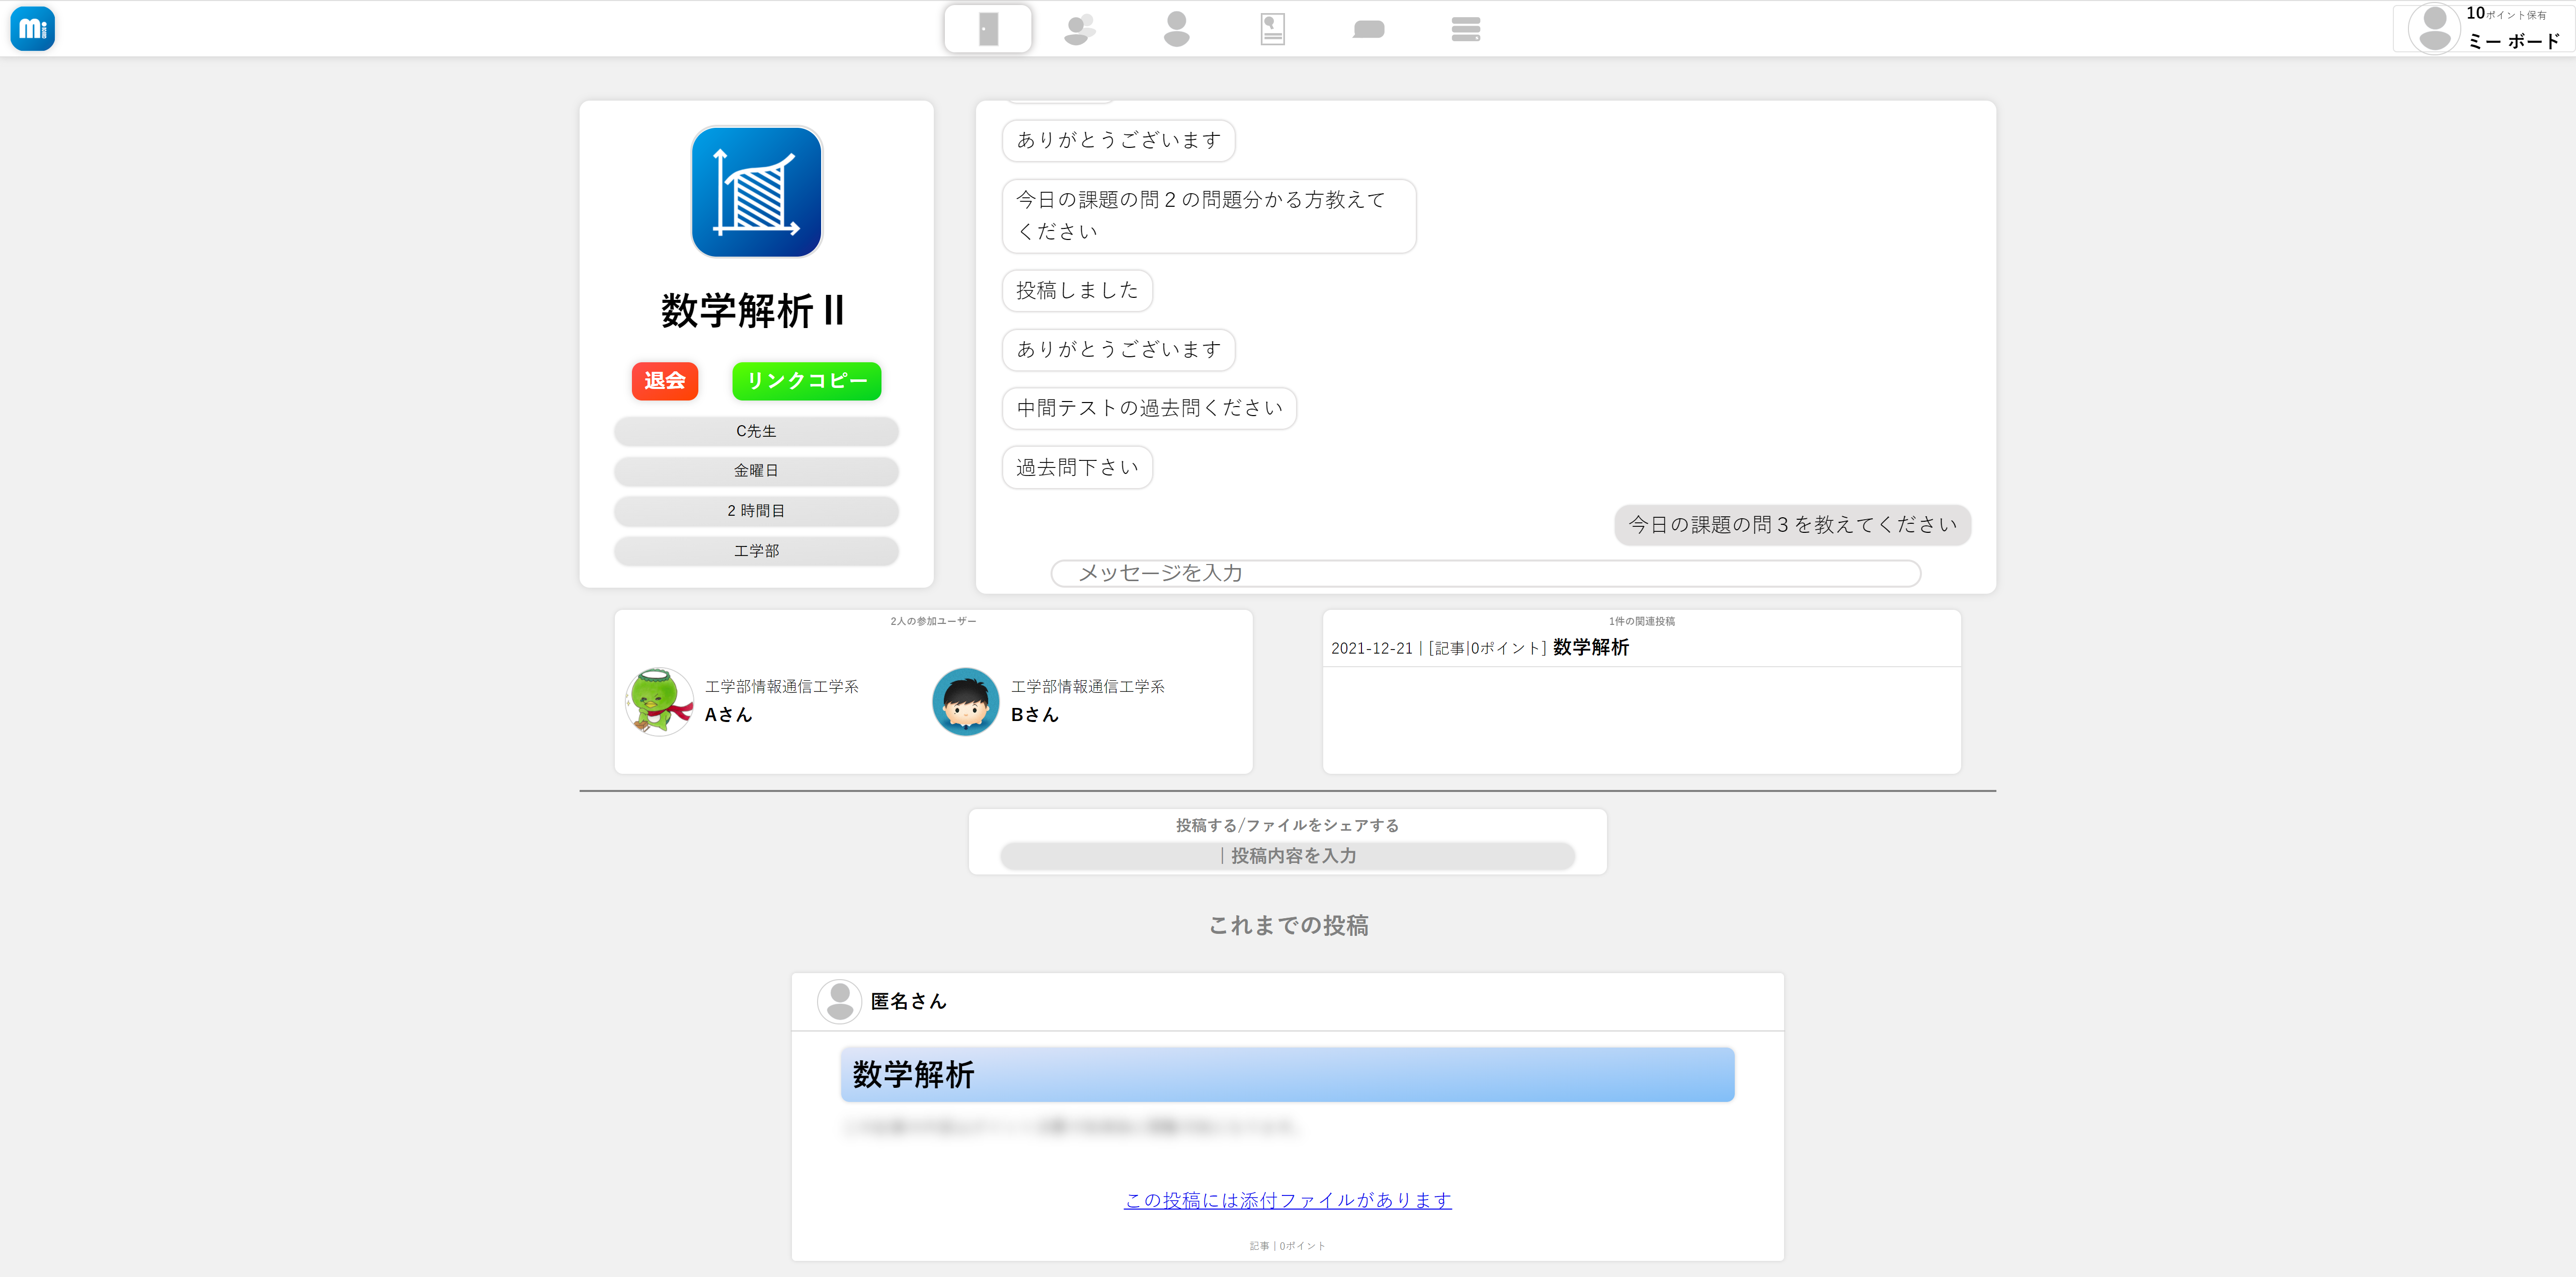 10ポイント保有
ミー ボード
数学解析Ⅱ
退会
リンクコピー
C先生
金曜日
2 時間目
工学部
ありがとうございます
今日の課題の問２の問題分かる方教えて
ください
投稿しました
ありがとうございます
中間テストの過去問ください
過去問下さい
今日の課題の問３を教えてください
メッセージを入力
2人の参加ユーザー
工学部情報通信工学系
Aさん
工学部情報通信工学系
Bさん
1件の関連投稿
2021-12-21 | [記事|0ポイント] 数学解析
投稿する/ファイルをシェアする
| 投稿内容を入力
これまでの投稿
匿名さん
数学解析
この投稿には添付ファイルがあります
記事 | 0ポイント